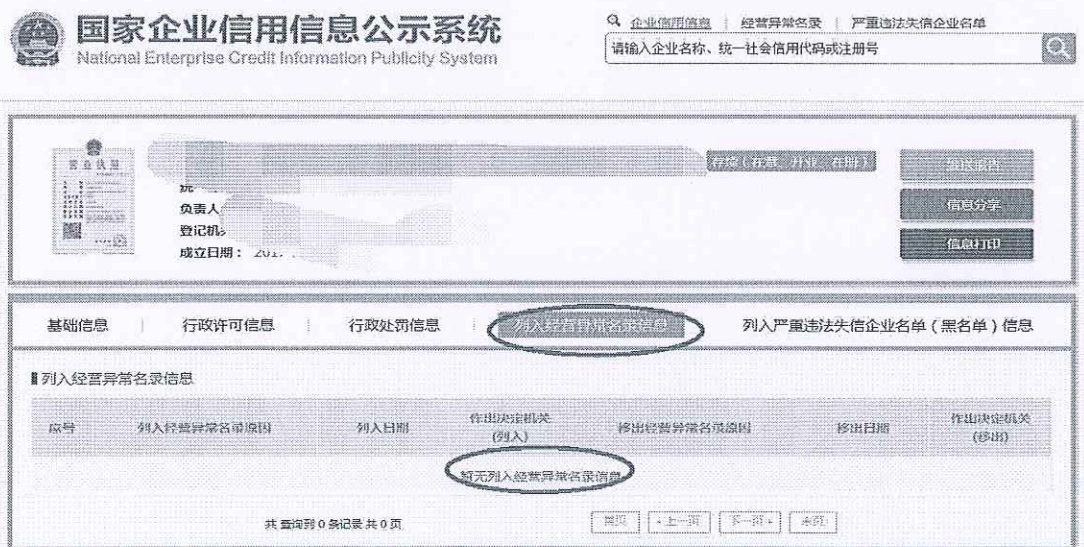 国家企业信用信息公示系统
National Enterprise Credit Information Publicity System
企业信用信息 | 经营异常名录 | 严重违法失信企业名单
请输入企业名称、统一社会信用代码或注册号
营业执照
存续（在营、开业、在册）
发送报告
信息分享
信息打印
统一
负责人
登记机
成立日期： 201
基础信息 | 行政许可信息 | 行政处罚信息 | 列入经营异常名录信息 | 列入严重违法失信企业名单（黑名单）信息
列入经营异常名录信息
序号 列入经营异常名录原因 列入日期 作出决定机关(列入) 移出经营异常名录原因 移出日期 作出决定机关(移出)
暂无列入经营异常名录信息
共 查询到 0 条记录 共 0 页
首页 上一页 下一页 末页